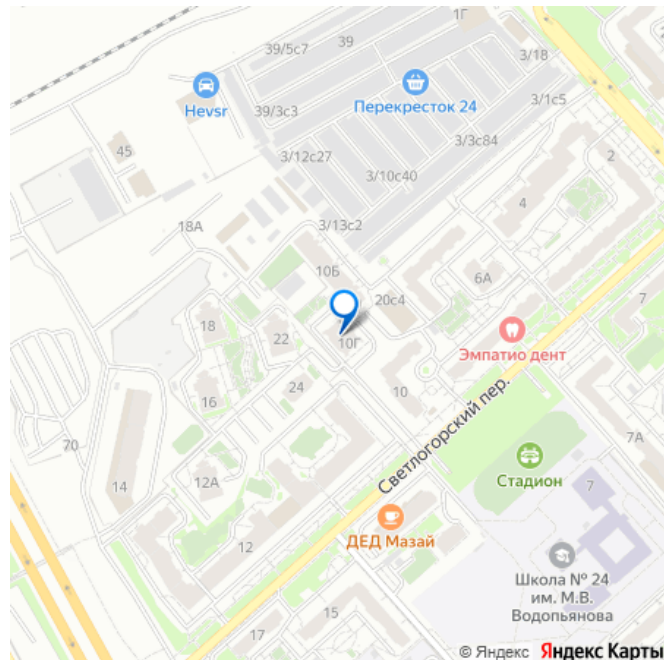 1Г
39/5с7
39
3/18
Hevsr
39/3с3
Перекресток 24
3/1с5
3/12с27
3/3с84
45
2
3/10с40
4
18А
3/13с2
10Б
6А
20с4
7
18
22
10Г
Эмпатио дент
24
10
16
Светлогорский пер.
7А
70
Стадион
14
12А
7
ДЕД Мазай
12
Школа № 24
им. М.В.
Водопьянова
15
17
© Яндекс Яндекс Карты